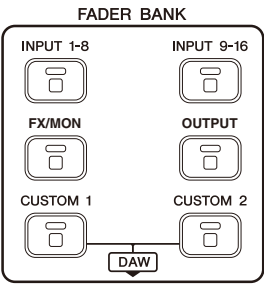 FADER BANK
INPUT 1-8 INPUT 9-16
FX/MON OUTPUT
CUSTOM 1 CUSTOM 2
DAW